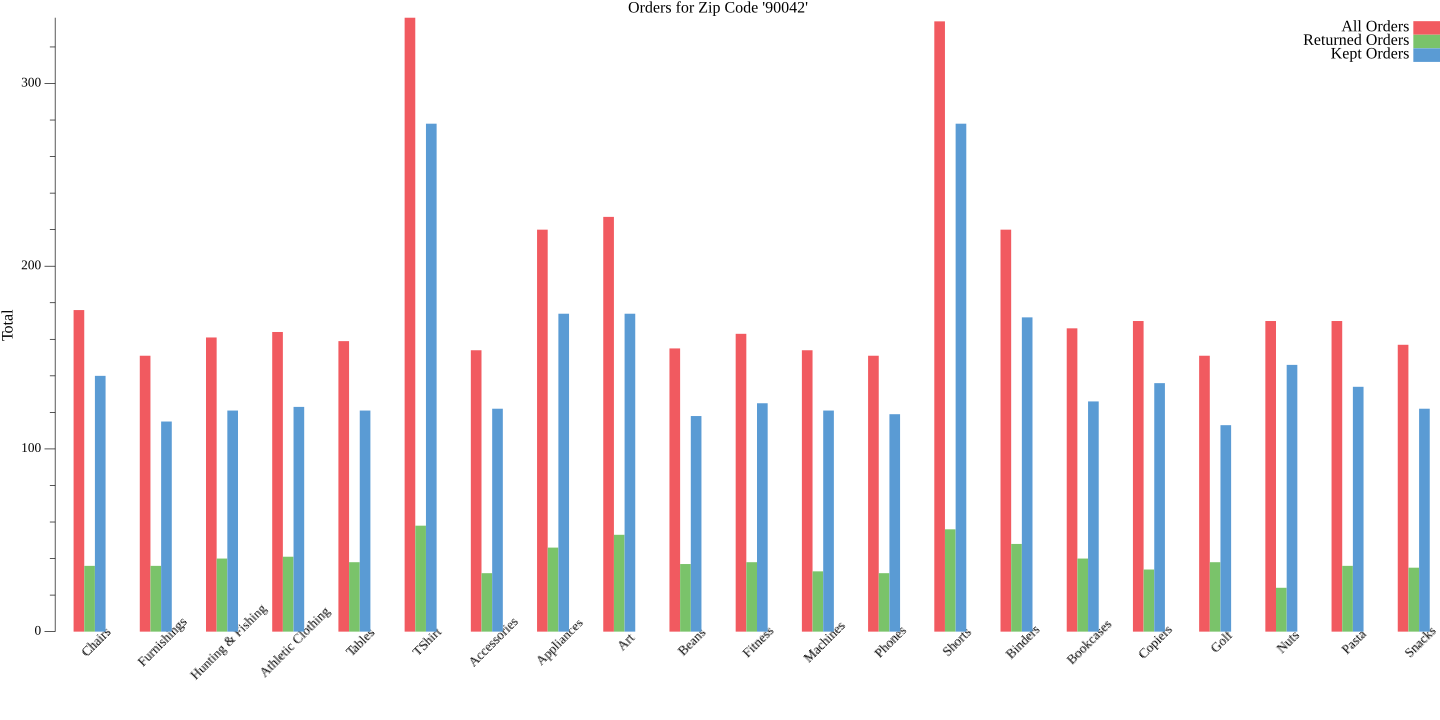 Orders for Zip Code '90042'
All Orders
Returned Orders
Kept Orders
Total
300
200
100
0
Chairs
Furnishings
Hunting & Fishing
Athletic Clothing
Tables
TShirt
Accessories
Appliances
Art
Beans
Fitness
Machines
Phones
Shorts
Binders
Bookcases
Copiers
Golf
Nuts
Pasta
Snacks